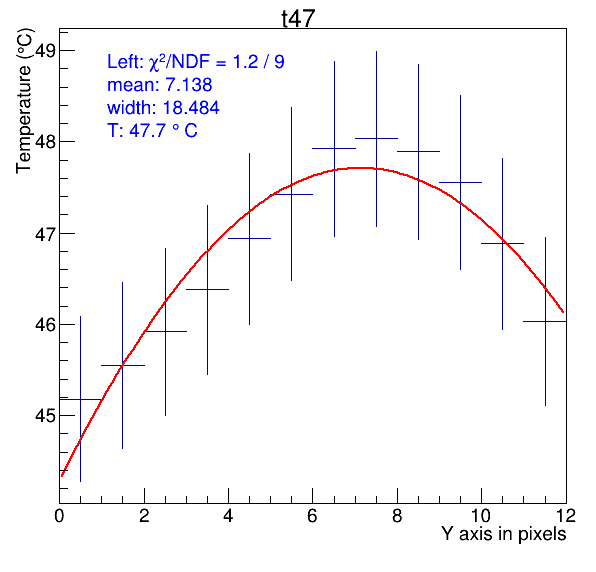 t47
Temperature (°C)
Left: χ²/NDF = 1.2 / 9
mean: 7.138
width: 18.484
T: 47.7 ° C
49
48
47
46
45
0 2 4 6 8 10 12
Y axis in pixels